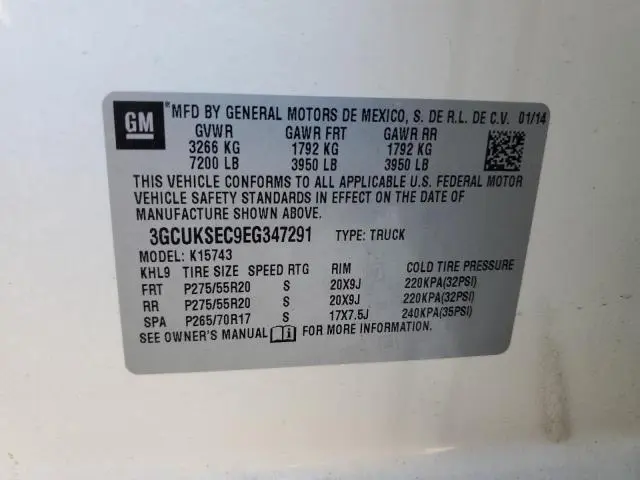 GM
*MFD BY GENERAL MOTORS DE MEXICO, S. DE R.L. DE C.V. 01/14
GVWR GAWR FRT GAWR RR
3266 KG 1792 KG 1792 KG
7200 LB 3950 LB 3950 LB
THIS VEHICLE CONFORMS TO ALL APPLICABLE U.S. FEDERAL MOTOR
VEHICLE SAFETY STANDARDS IN EFFECT ON THE DATE OF
MANUFACTURE SHOWN ABOVE.
3GCUKSEC9EG347291 TYPE: TRUCK
MODEL: K15743
KHL9 TIRE SIZE SPEED RTG RIM COLD TIRE PRESSURE
FRT P275/55R20 S 20X9J 220KPA(32PSI)
RR P275/55R20 S 20X9J 220KPA(32PSI)
SPA P265/70R17 S 17X7.5J 240KPA(35PSI)
SEE OWNER'S MANUAL i FOR MORE INFORMATION.